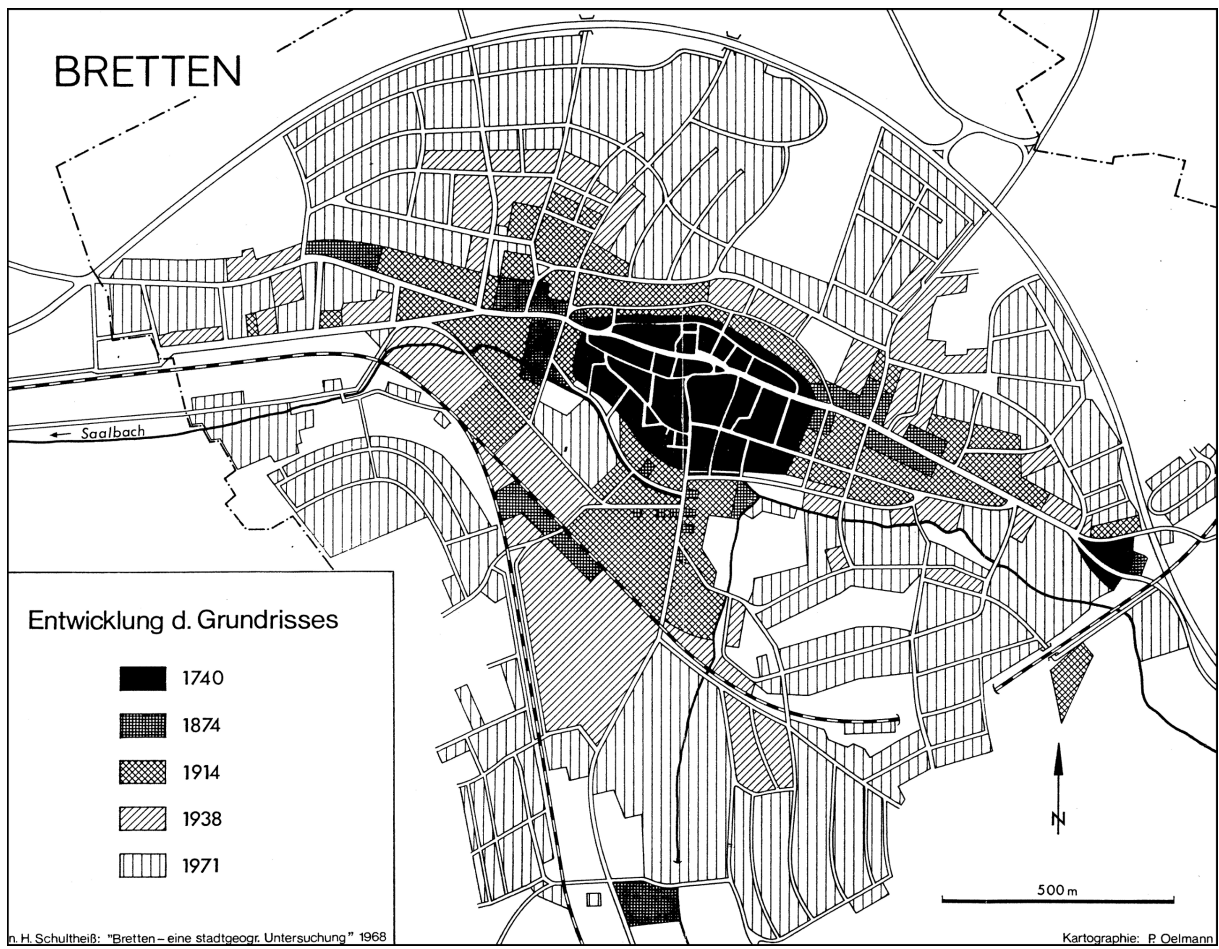 BRETTEN
← Saalbach
Entwicklung d. Grundrisses
1740
1874
1914
1938
1971
N
500 m
n. H. Schultheiß: "Bretten – eine stadtgeogr. Untersuchung" 1968
Kartographie: P. Oelmann